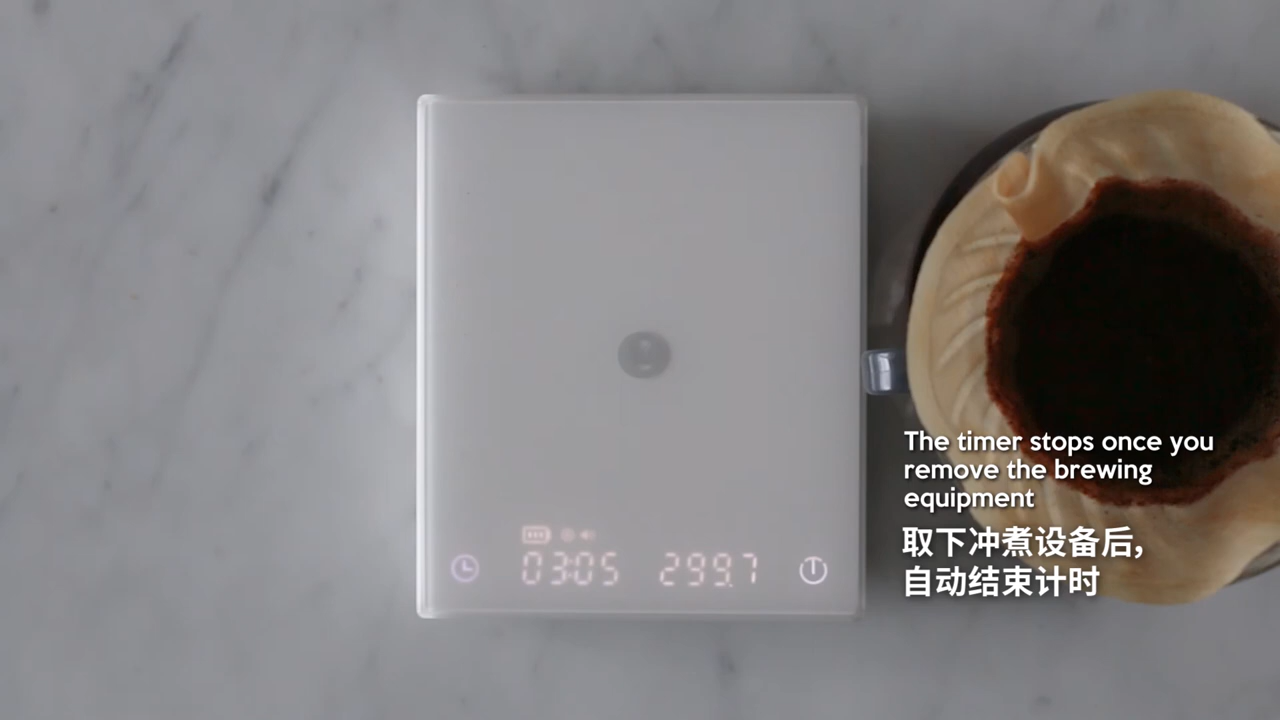 The timer stops once you
remove the brewing
equipment
取下冲煮设备后,
自动结束计时
03:05 299.7